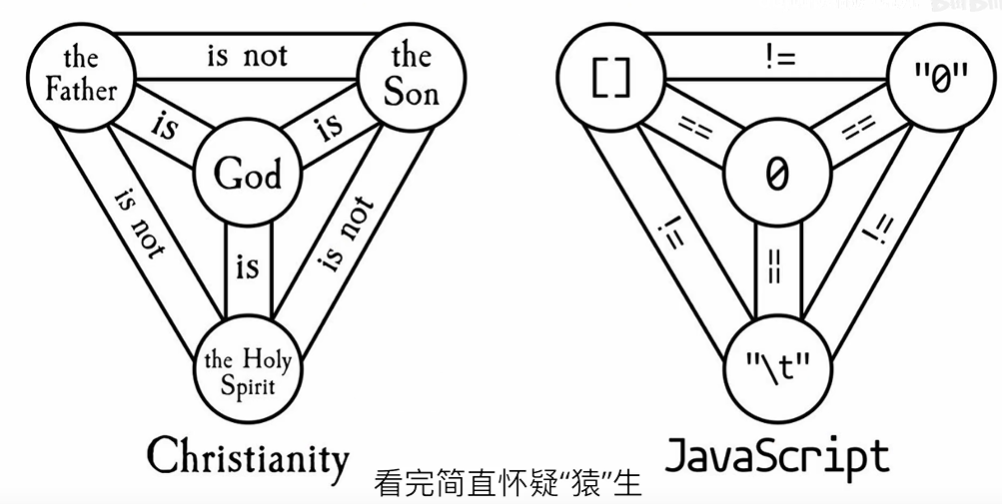 the
Father
is not
the
Son
is
is
God
is not
is
is not
the Holy
Spirit
Christianity
[]
!=
"0"
==
==
0
!=
==
!=
"\t"
JavaScript
看完简直怀疑“猿”生